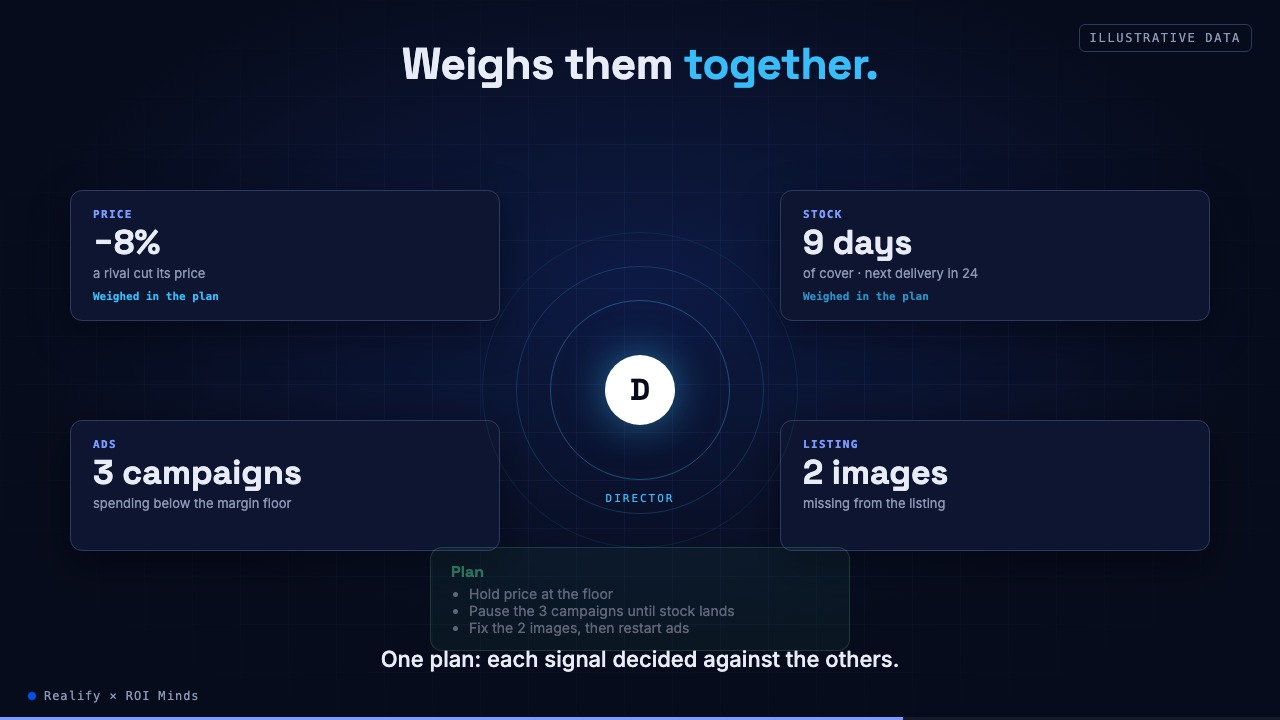 ILLUSTRATIVE DATA
Weighs them together.
PRICE
−8%
a rival cut its price
Weighed in the plan
STOCK
9 days
of cover · next delivery in 24
Weighed in the plan
D
DIRECTOR
ADS
3 campaigns
spending below the margin floor
LISTING
2 images
missing from the listing
Plan
• Hold price at the floor
• Pause the 3 campaigns until stock lands
• Fix the 2 images, then restart ads
One plan: each signal decided against the others.
Realify × ROI Minds